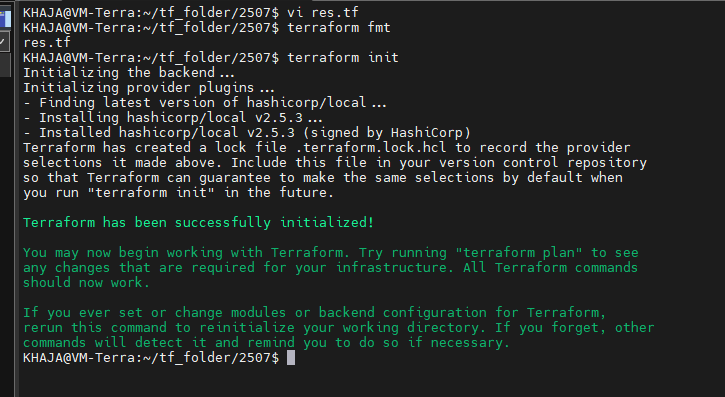 KHAJA@VM-Terra:~/tf_folder/2507$ vi res.tf
KHAJA@VM-Terra:~/tf_folder/2507$ terraform fmt
res.tf
KHAJA@VM-Terra:~/tf_folder/2507$ terraform init
Initializing the backend...
Initializing provider plugins...
- Finding latest version of hashicorp/local...
- Installing hashicorp/local v2.5.3...
- Installed hashicorp/local v2.5.3 (signed by HashiCorp)
Terraform has created a lock file .terraform.lock.hcl to record the provider
selections it made above. Include this file in your version control repository
so that Terraform can guarantee to make the same selections by default when
you run "terraform init" in the future.
Terraform has been successfully initialized!
You may now begin working with Terraform. Try running "terraform plan" to see
any changes that are required for your infrastructure. All Terraform commands
should now work.
If you ever set or change modules or backend configuration for Terraform,
rerun this command to reinitialize your working directory. If you forget, other
commands will detect it and remind you to do so if necessary.
KHAJA@VM-Terra:~/tf_folder/2507$